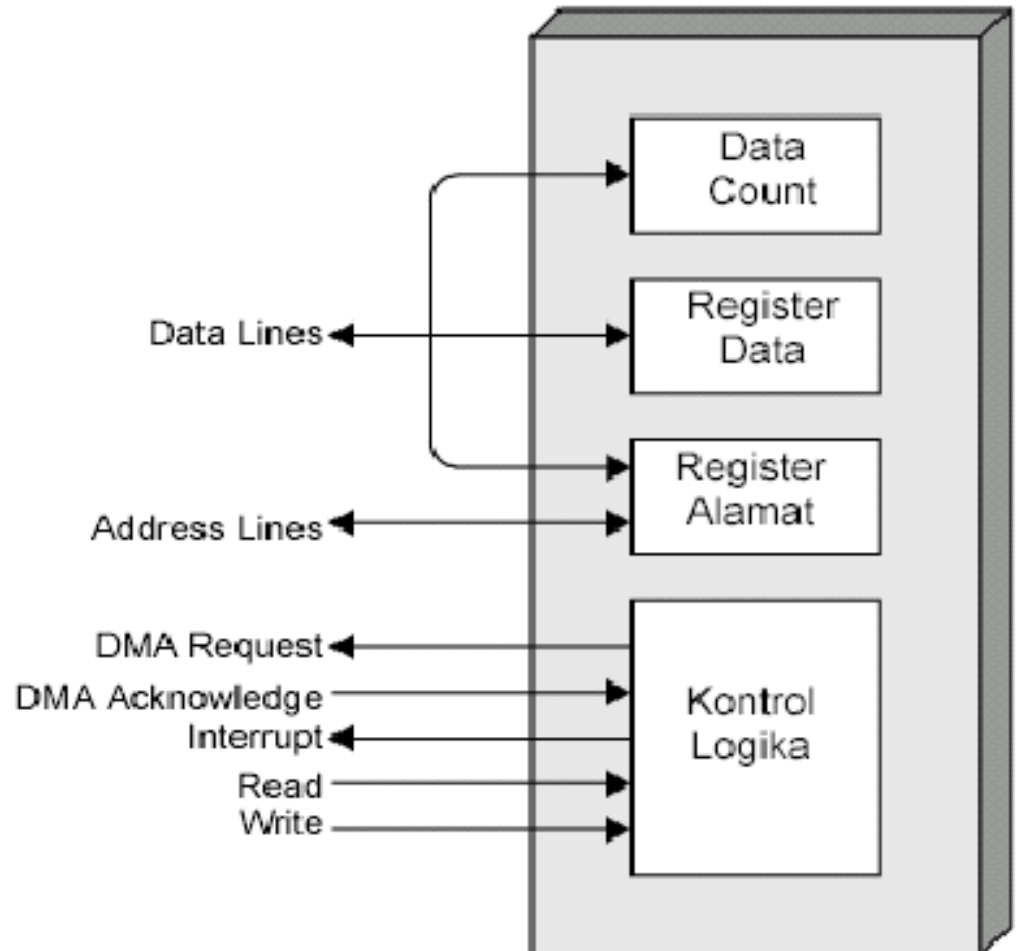 Data
Count
Data Lines
Register
Data
Register
Alamat
Address Lines
DMA Request
DMA Acknowledge
Interrupt
Read
Write
Kontrol
Logika